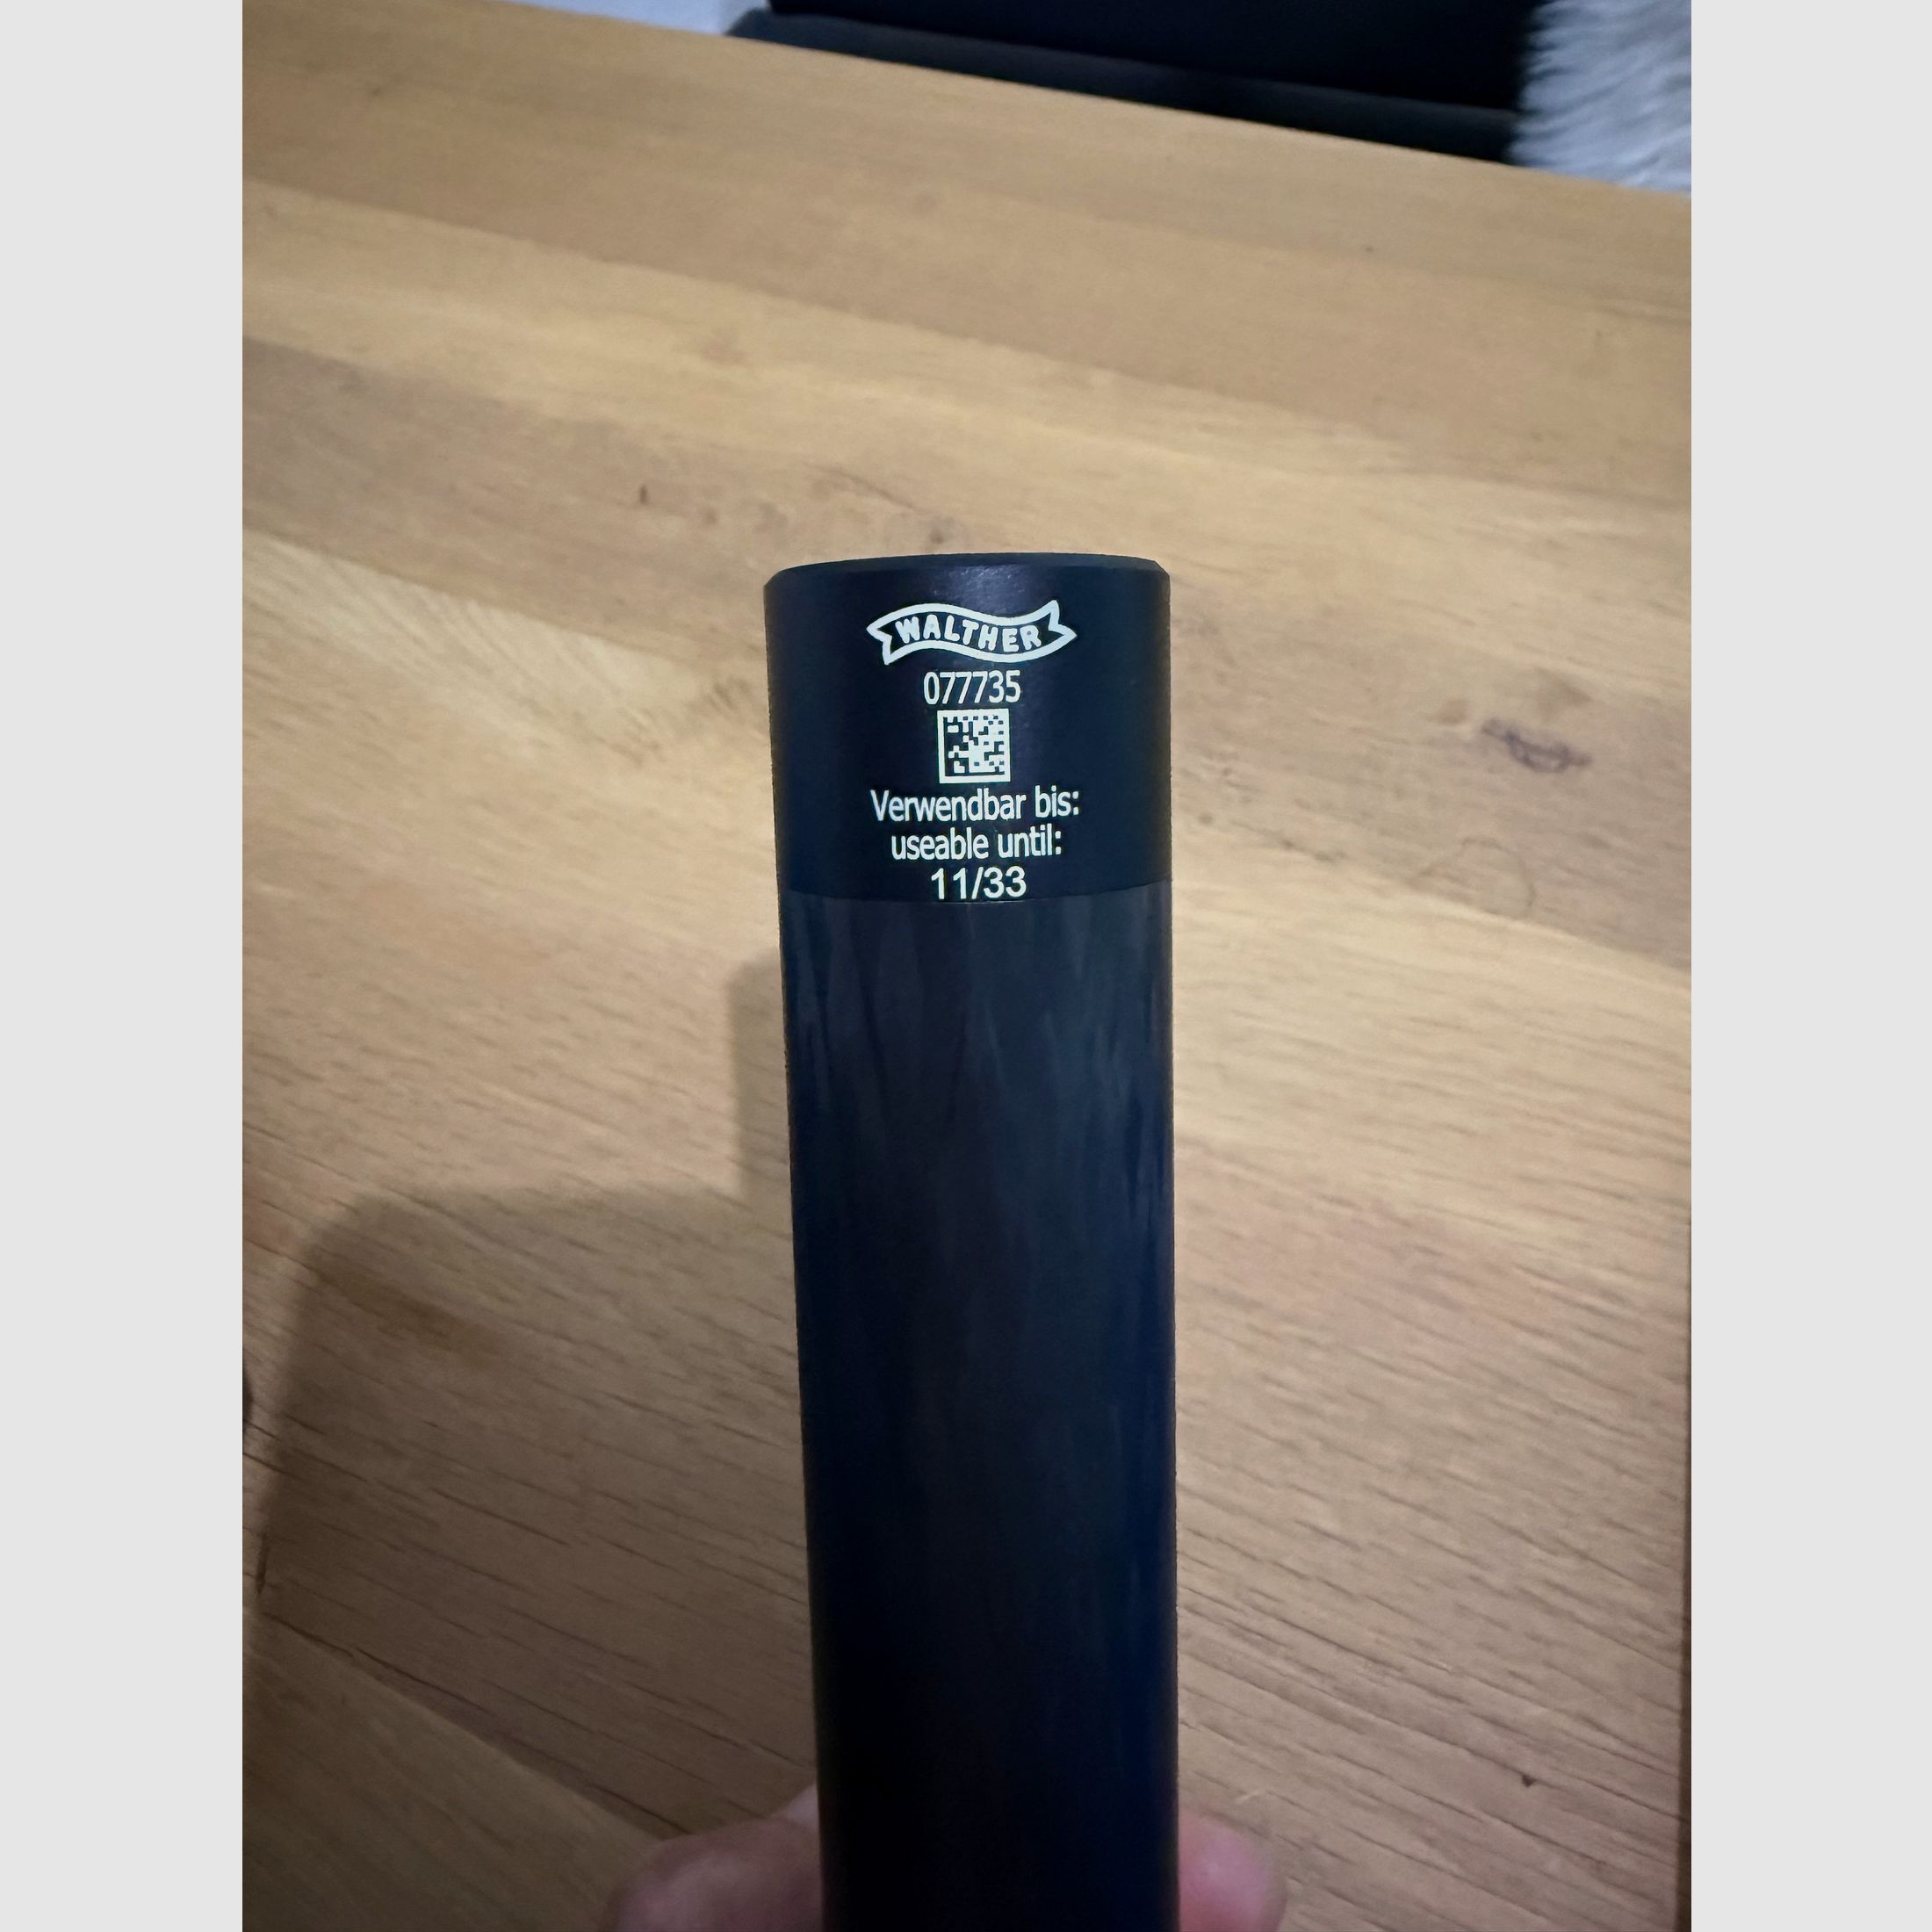 WALTHER
077735
Verwendbar bis:
useable until:
11/33